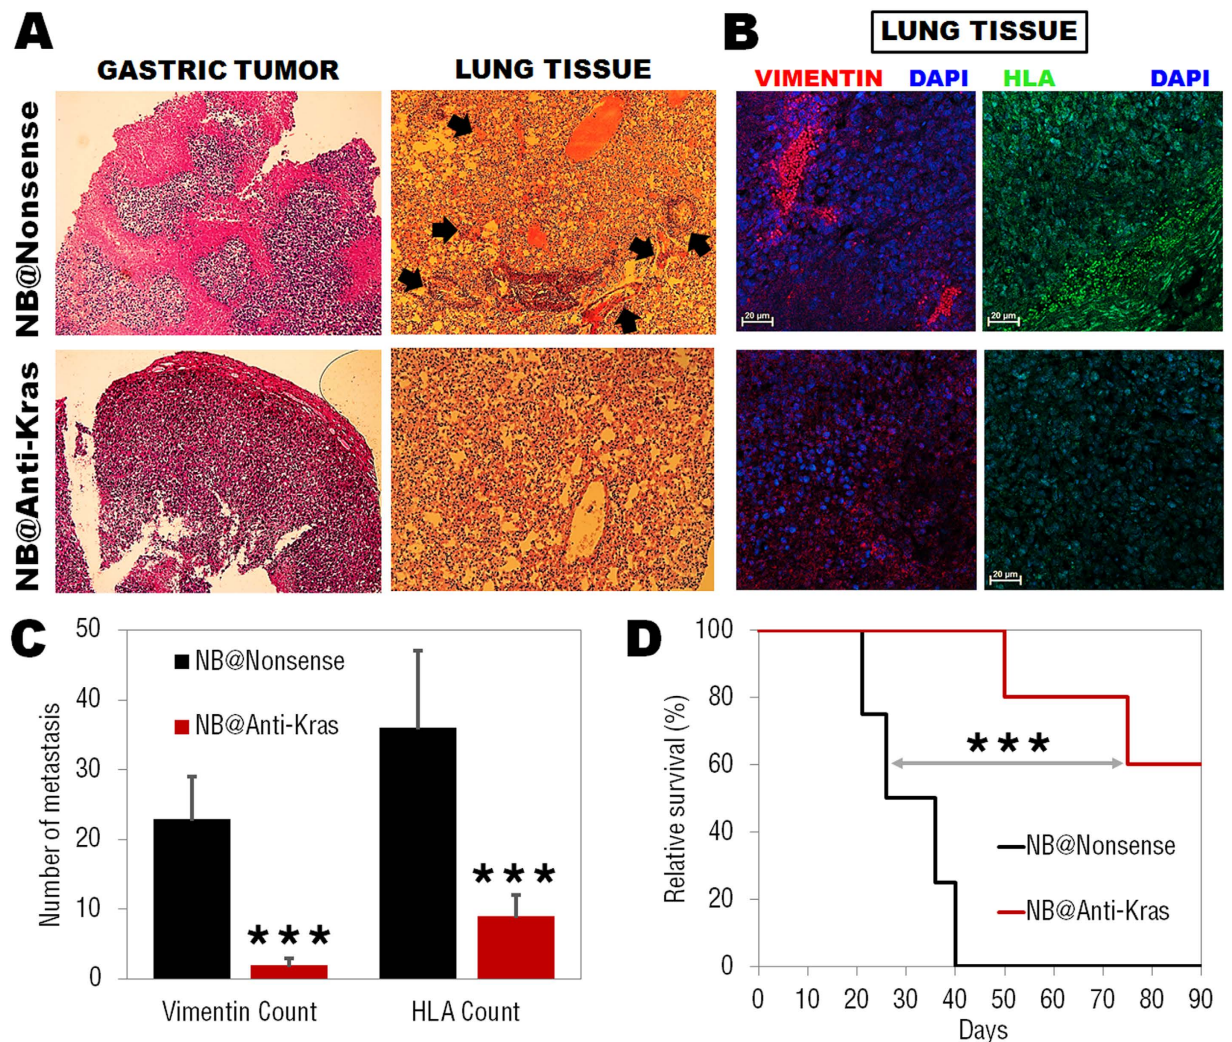 A
GASTRIC TUMOR
LUNG TISSUE
NB@Nonsense
NB@Anti-Kras
B
LUNG TISSUE
VIMENTIN DAPI
HLA DAPI
20 µm
20 µm
20 µm
C
Number of metastasis
50
40
30
20
10
0
NB@Nonsense
NB@Anti-Kras
***
***
Vimentin Count
HLA Count
D
Relative survival (%)
100
80
60
40
20
0
***
NB@Nonsense
NB@Anti-Kras
0 10 20 30 40 50 60 70 80 90
Days